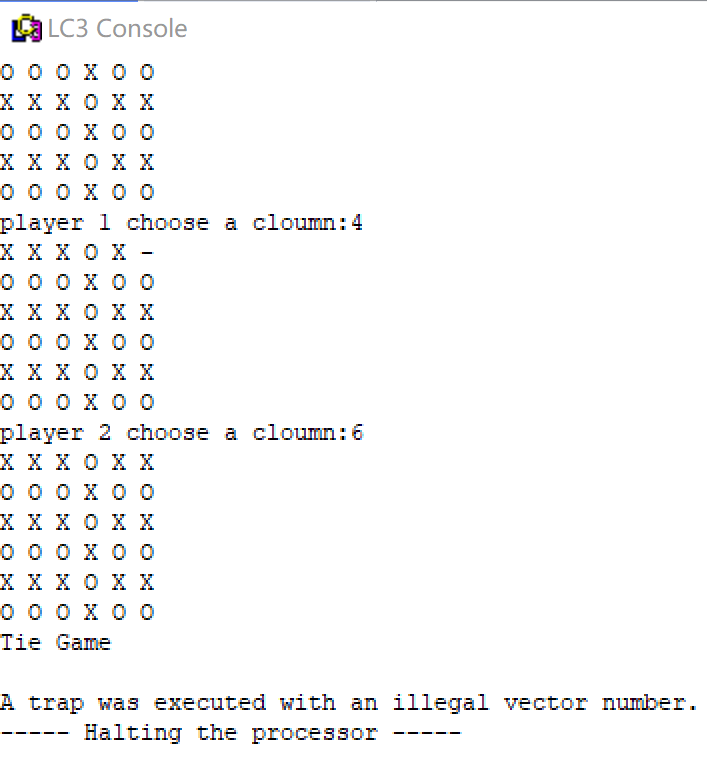 LC3 Console
O O O X O O
X X X O X X
O O O X O O
X X X O X X
O O O X O O
player 1 choose a cloumn:4
X X X O X -
O O O X O O
X X X O X X
O O O X O O
X X X O X X
O O O X O O
player 2 choose a cloumn:6
X X X O X X
O O O X O O
X X X O X X
O O O X O O
X X X O X X
O O O X O O
Tie Game
A trap was executed with an illegal vector number.
----- Halting the processor -----